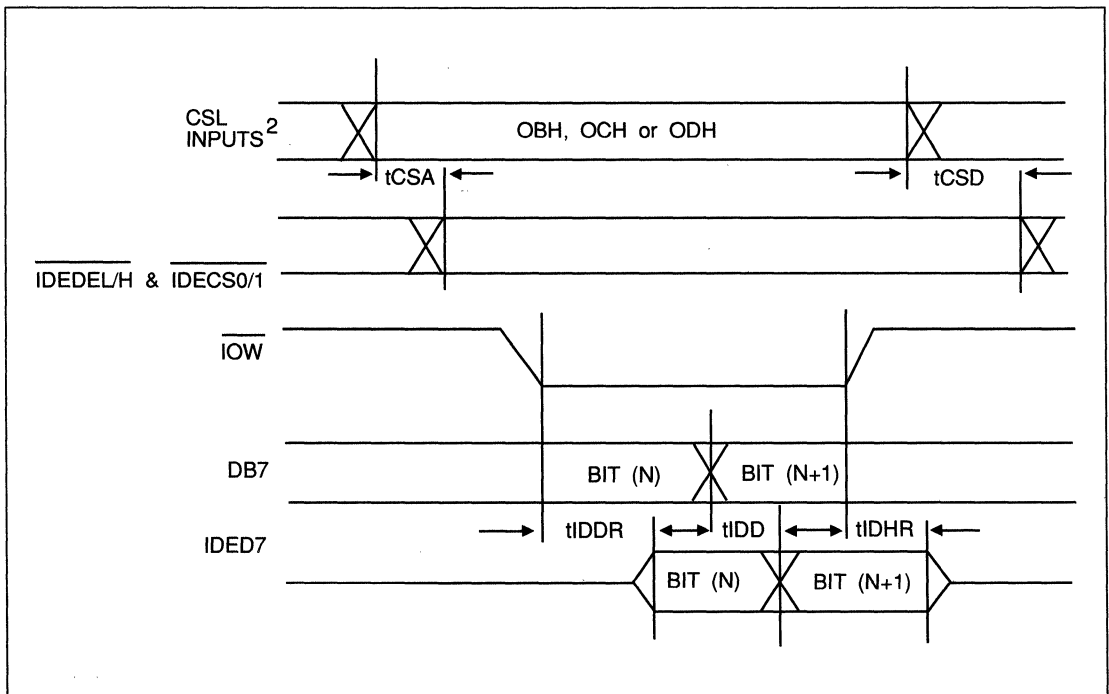 CSL
INPUTS²
OBH, OCH or ODH
tCSA
tCSD
IDEDEL/H & IDECS0/1
IOW
DB7
BIT (N)
BIT (N+1)
tIDDR
tIDD
tIDHR
IDED7
BIT (N)
BIT (N+1)